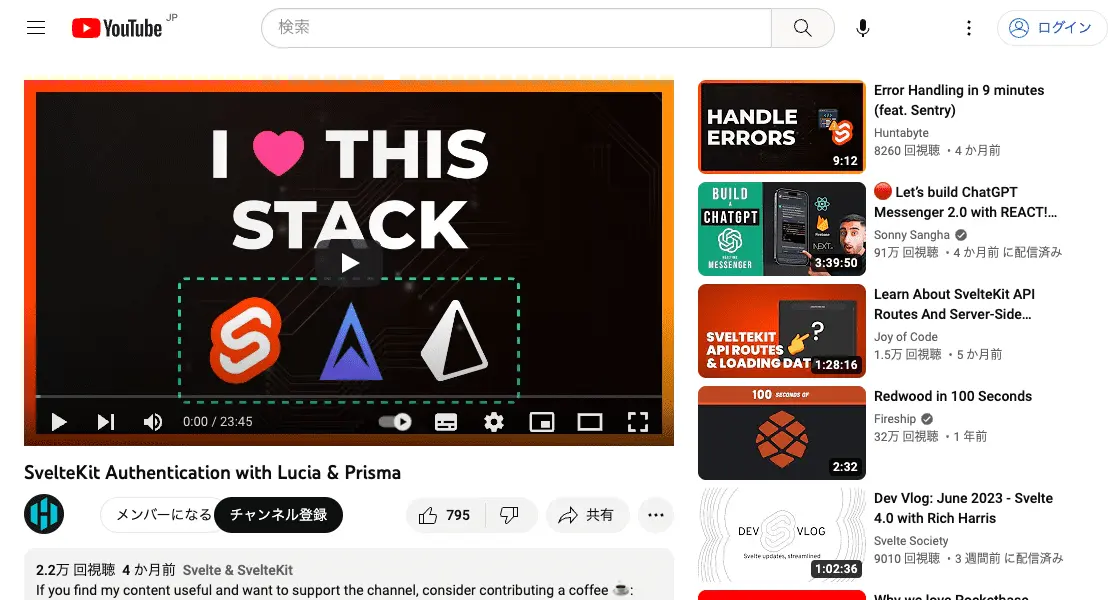 YouTube JP
検索
ログイン
I THIS
STACK
0:00 / 23:45
SvelteKit Authentication with Lucia & Prisma
メンバーになる
チャンネル登録
795
共有
2.2万 回視聴 4 か月前 Svelte & SvelteKit
If you find my content useful and want to support the channel, consider contributing a coffee ☕:
HANDLE
ERRORS
9:12
Error Handling in 9 minutes
(feat. Sentry)
Huntabyte
8260 回視聴 ・4 か月前
BUILD
A
CHATGPT
MESSENGER
NEXT
3:39:50
🔴 Let’s build ChatGPT
Messenger 2.0 with REACT!…
Sonny Sangha
91万 回視聴 ・4 か月前 に配信済み
SVELTEKIT
API ROUTES
& LOADING DAT
?
1:28:16
Learn About SvelteKit API
Routes And Server-Side…
Joy of Code
1.5万 回視聴 ・5 か月前
100 SECONDS OF
2:32
Redwood in 100 Seconds
Fireship
32万 回視聴 ・1 年前
DEV VLOG
Svelte updates, streamlined
1:02:36
Dev Vlog: June 2023 - Svelte
4.0 with Rich Harris
Svelte Society
9010 回視聴 ・3 週間前 に配信済み
Why we love Pocketbase